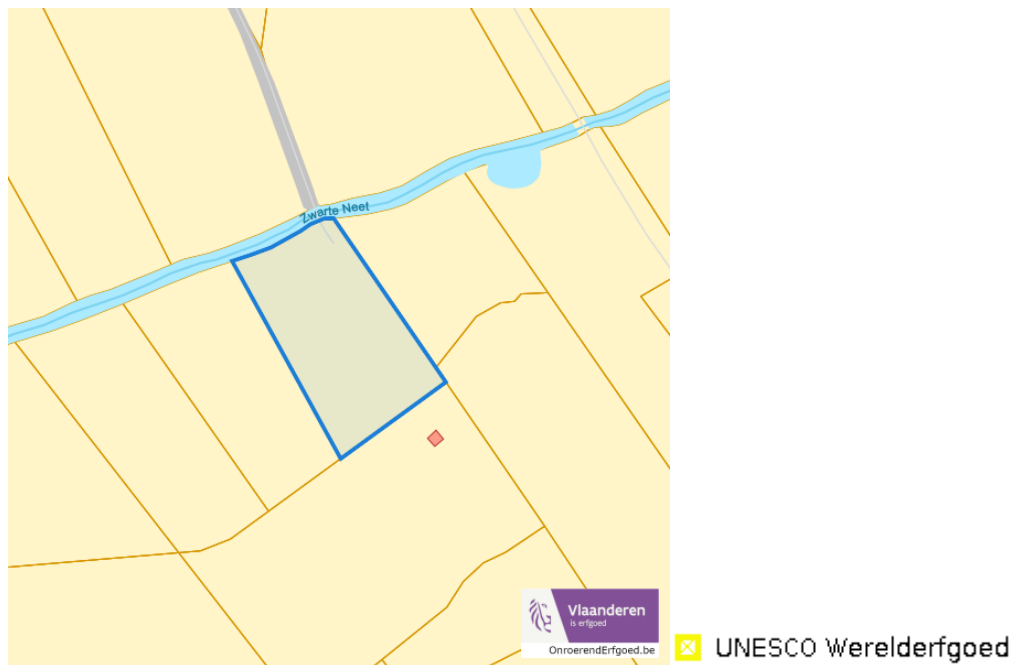 Zwarte Neet
Vlaanderen
is erfgoed
OnroerendErfgoed.be
UNESCO Werelderfgoed